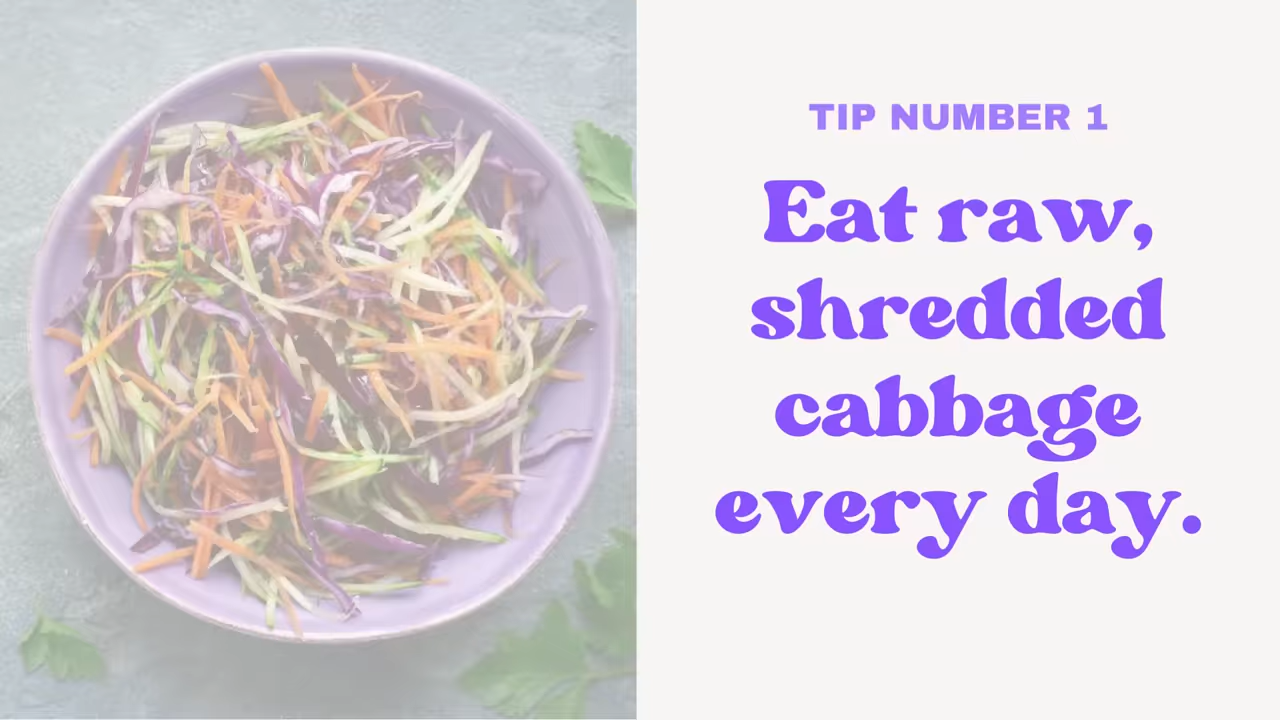 TIP NUMBER 1
Eat raw,
shredded
cabbage
every day.